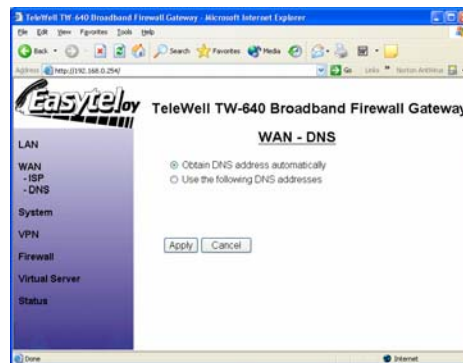 TeleWell TW-640 Broadband Firewall Gateway - Microsoft Internet Explorer
File Edit View Favorites Tools Help
Back Search Favorites Media
Address http://192.168.0.254/ Go Links Norton AntiVirus
Easytel oy
TeleWell TW-640 Broadband Firewall Gateway
WAN - DNS
LAN
WAN
- ISP
- DNS
System
VPN
Firewall
Virtual Server
Status
Obtain DNS address automatically
Use the following DNS addresses
Apply Cancel
Done Internet